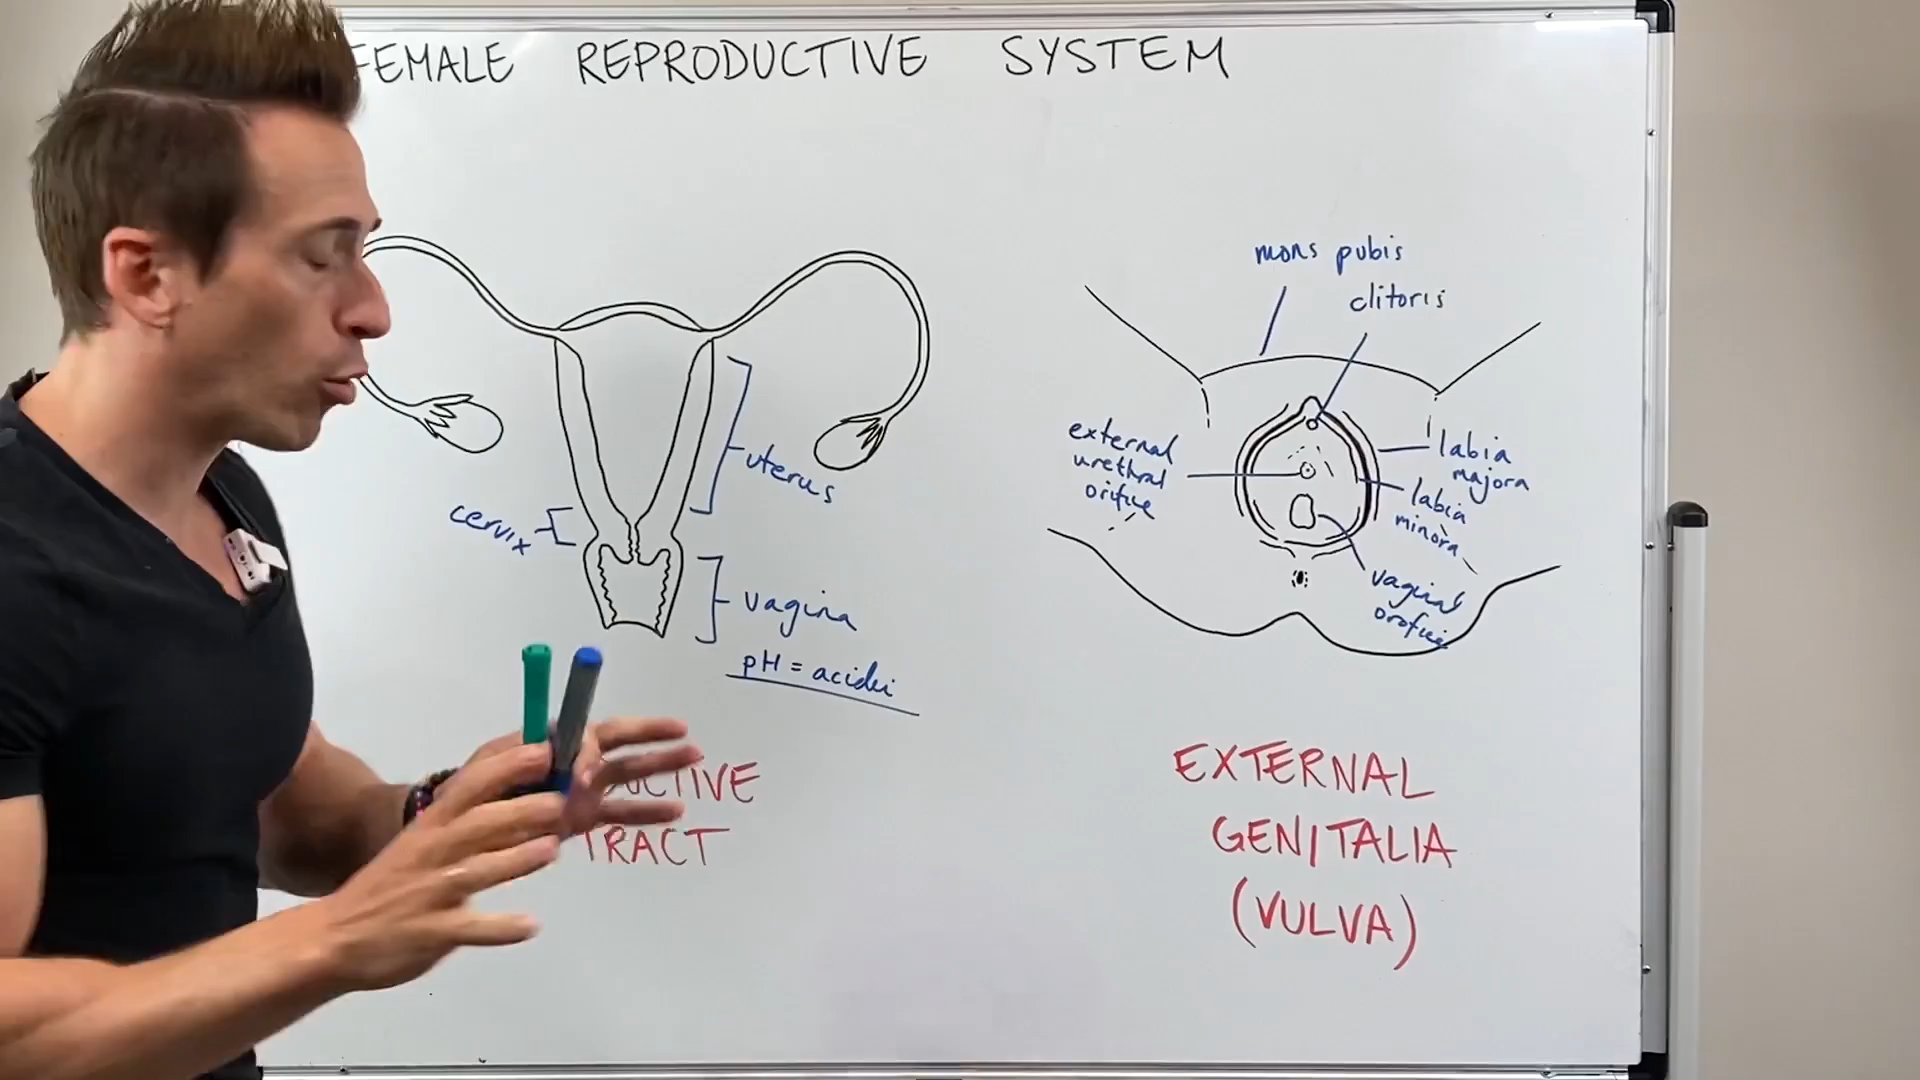 FEMALE REPRODUCTIVE SYSTEM
uterus
cervix
vagina
pH = acidic
TRACT
mons pubis
clitoris
external
urethral
orifice
labia
majora
labia
minora
vaginal
EXTERNAL
GENITALIA
(VULVA)